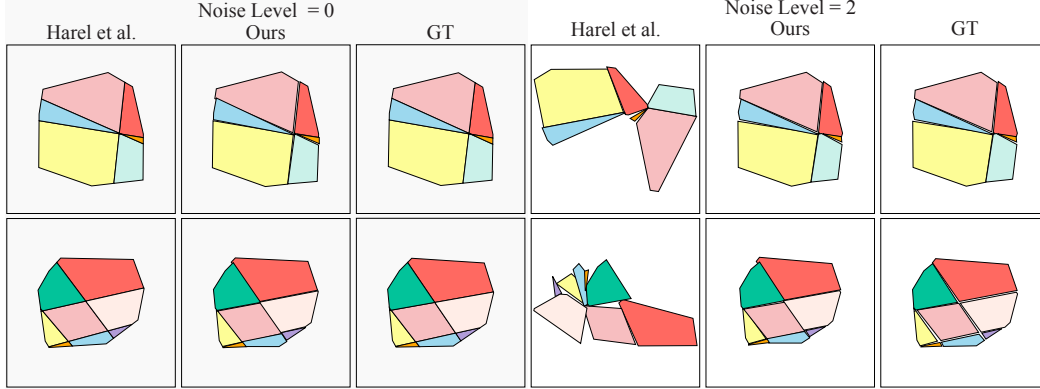 Noise Level = 0
Noise Level = 2
Harel et al.
Ours
GT
Harel et al.
Ours
GT